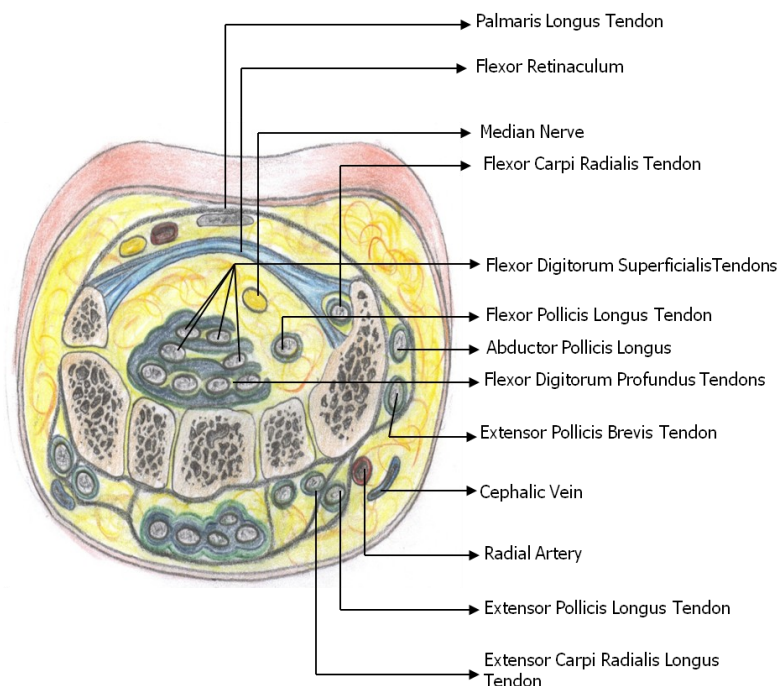 Palmaris Longus Tendon
Flexor Retinaculum
Median Nerve
Flexor Carpi Radialis Tendon
Flexor Digitorum SuperficialisTendons
Flexor Pollicis Longus Tendon
Abductor Pollicis Longus
Flexor Digitorum Profundus Tendons
Extensor Pollicis Brevis Tendon
Cephalic Vein
Radial Artery
Extensor Pollicis Longus Tendon
Extensor Carpi Radialis Longus
Tendon